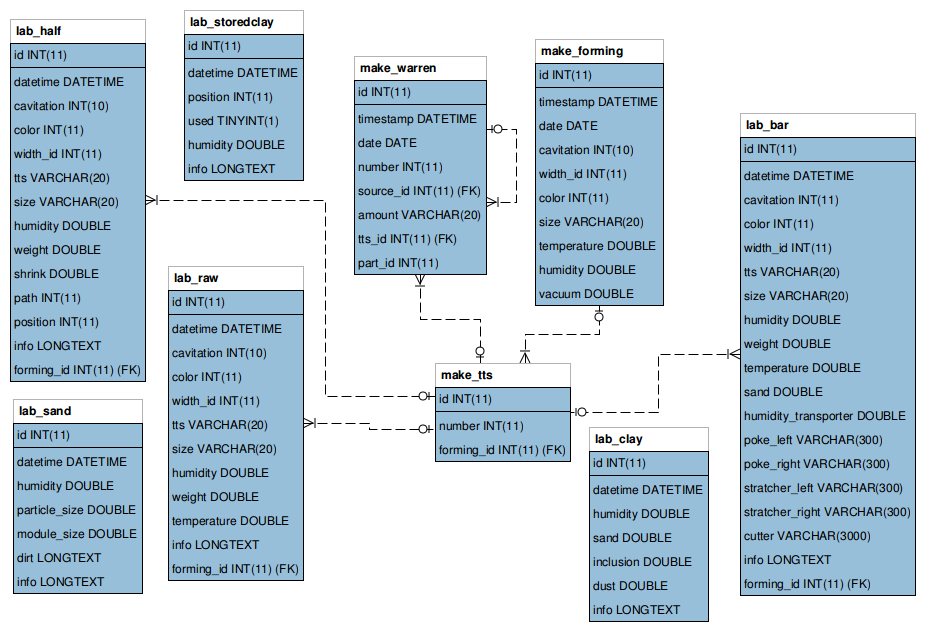 lab_half
id INT(11)
datetime DATETIME
cavitation INT(10)
color INT(11)
width_id INT(11)
tts VARCHAR(20)
size VARCHAR(20)
humidity DOUBLE
weight DOUBLE
shrink DOUBLE
path INT(11)
position INT(11)
info LONGTEXT
forming_id INT(11) (FK)
lab_storedclay
id INT(11)
datetime DATETIME
position INT(11)
used TINYINT(1)
humidity DOUBLE
info LONGTEXT
make_warren
id INT(11)
timestamp DATETIME
date DATE
number INT(11)
source_id INT(11) (FK)
amount VARCHAR(20)
tts_id INT(11) (FK)
part_id INT(11)
make_forming
id INT(11)
timestamp DATETIME
date DATE
cavitation INT(10)
width_id INT(11)
color INT(11)
size VARCHAR(20)
temperature DOUBLE
humidity DOUBLE
vacuum DOUBLE
lab_bar
id INT(11)
datetime DATETIME
cavitation INT(11)
color INT(11)
width_id INT(11)
tts VARCHAR(20)
size VARCHAR(20)
humidity DOUBLE
weight DOUBLE
temperature DOUBLE
sand DOUBLE
humidity_transporter DOUBLE
poke_left VARCHAR(300)
poke_right VARCHAR(300)
stratcher_left VARCHAR(300)
stratcher_right VARCHAR(300)
cutter VARCHAR(3000)
info LONGTEXT
forming_id INT(11) (FK)
lab_raw
id INT(11)
datetime DATETIME
cavitation INT(10)
color INT(11)
width_id INT(11)
tts VARCHAR(20)
size VARCHAR(20)
humidity DOUBLE
weight DOUBLE
temperature DOUBLE
info LONGTEXT
forming_id INT(11) (FK)
make_tts
id INT(11)
number INT(11)
forming_id INT(11) (FK)
lab_sand
id INT(11)
datetime DATETIME
humidity DOUBLE
particle_size DOUBLE
module_size DOUBLE
dirt LONGTEXT
info LONGTEXT
lab_clay
id INT(11)
datetime DATETIME
humidity DOUBLE
sand DOUBLE
inclusion DOUBLE
dust DOUBLE
info LONGTEXT